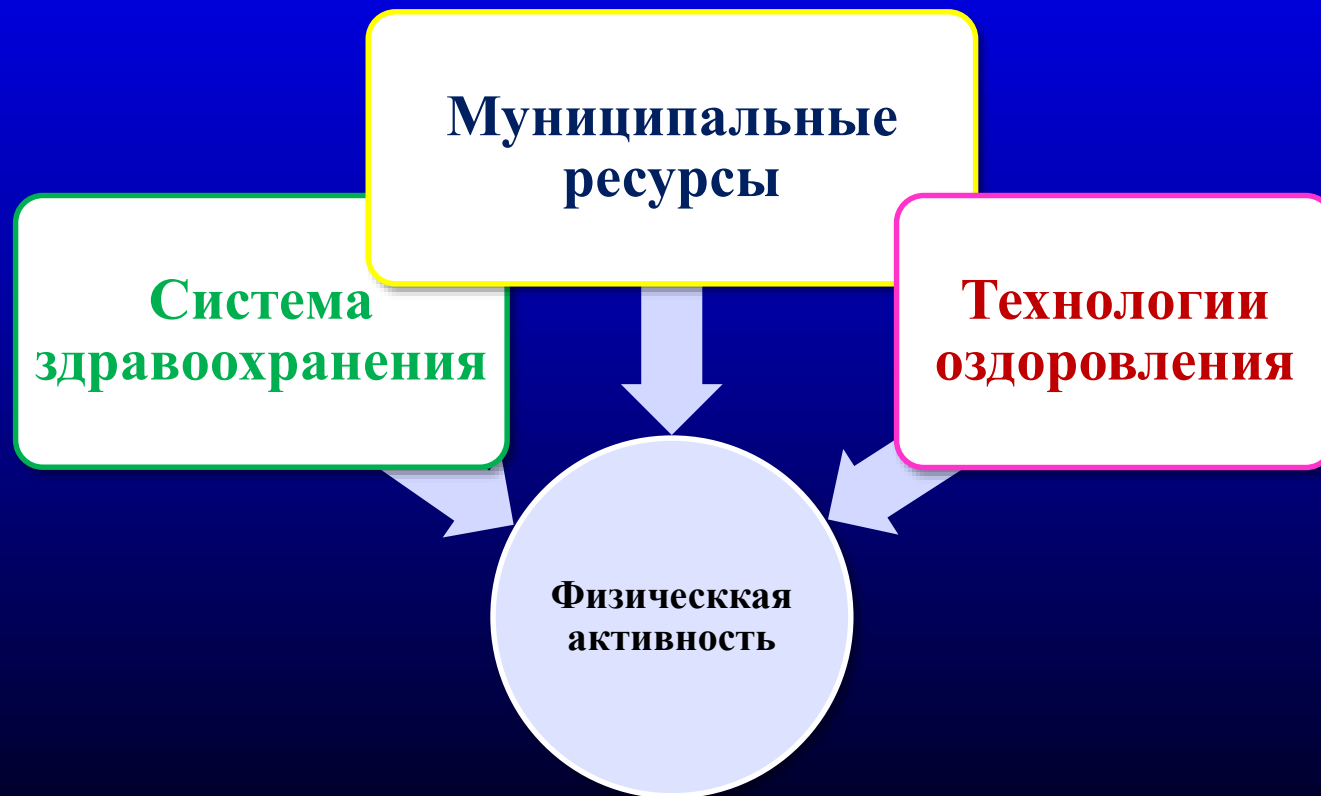 Муниципальные
ресурсы
Система
здравоохранения
Технологии
оздоровления
Физическкая
активность